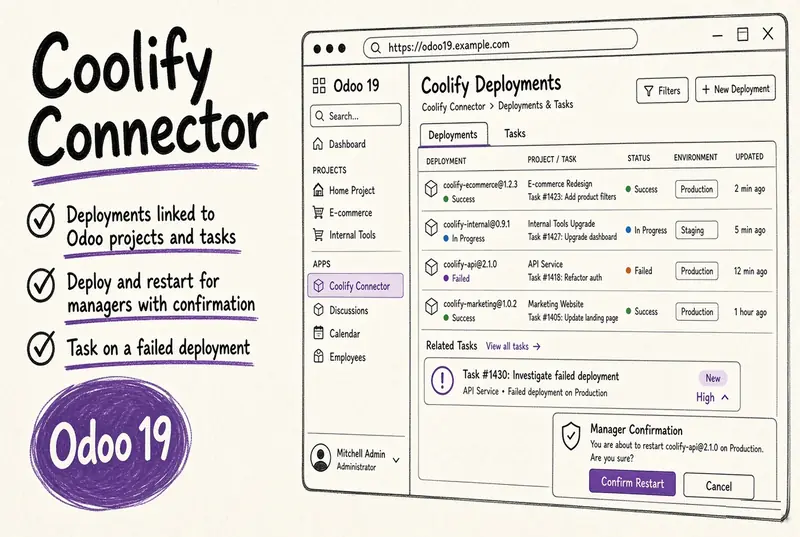 Coolify
Connector
Deployments linked to
Odoo projects and tasks
Deploy and restart for
managers with confirmation
Task on a failed deployment
Odoo 19
https://odoo19.example.com
Odoo 19
Search...
Dashboard
PROJECTS
Home Project
E-commerce
Internal Tools
APPS
Coolify Connector
Discussions
Calendar
Employees
Mitchell Admin
Administrator
Coolify Deployments
Coolify Connector > Deployments & Tasks
Filters
+ New Deployment
Deployments
Tasks
DEPLOYMENT PROJECT / TASK STATUS ENVIRONMENT UPDATED
coolify-ecommerce@1.2.3
Success
E-commerce Redesign
Task #1423: Add product filters
Success
Production
2 min ago
coolify-internal@0.9.1
In Progress
Internal Tools Upgrade
Task #1427: Upgrade dashboard
In Progress
Staging
5 min ago
coolify-api@2.1.0
Failed
API Service
Task #1418: Refactor auth
Failed
Production
12 min ago
coolify-marketing@1.0.2
Success
Marketing Website
Task #1405: Update landing page
Success
Production
1 hour ago
Related Tasks View all tasks →
Task #1430: Investigate failed deployment
API Service • Failed deployment on Production
New
High
Manager Confirmation
You are about to restart coolify-api@2.1.0 on Production.
Are you sure?
Confirm Restart
Cancel